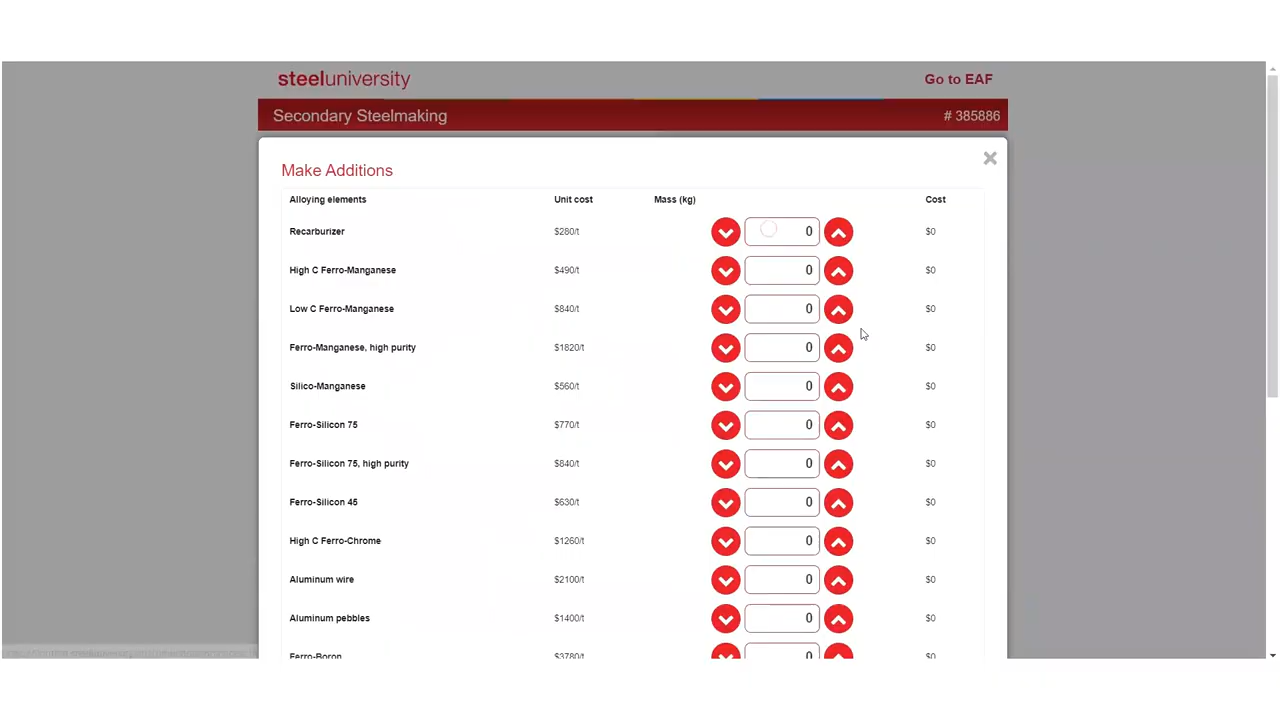 steeluniversity Go to EAF
Secondary Steelmaking # 385886
Make Additions
Alloying elements Unit cost Mass (kg) Cost
Recarburizer $280/t 0 $0
High C Ferro-Manganese $490/t 0 $0
Low C Ferro-Manganese $840/t 0 $0
Ferro-Manganese, high purity $1820/t 0 $0
Silico-Manganese $560/t 0 $0
Ferro-Silicon 75 $770/t 0 $0
Ferro-Silicon 75, high purity $840/t 0 $0
Ferro-Silicon 45 $630/t 0 $0
High C Ferro-Chrome $1260/t 0 $0
Aluminum wire $2100/t 0 $0
Aluminum pebbles $1400/t 0 $0
Ferro-Boron $3780/t 0 $0